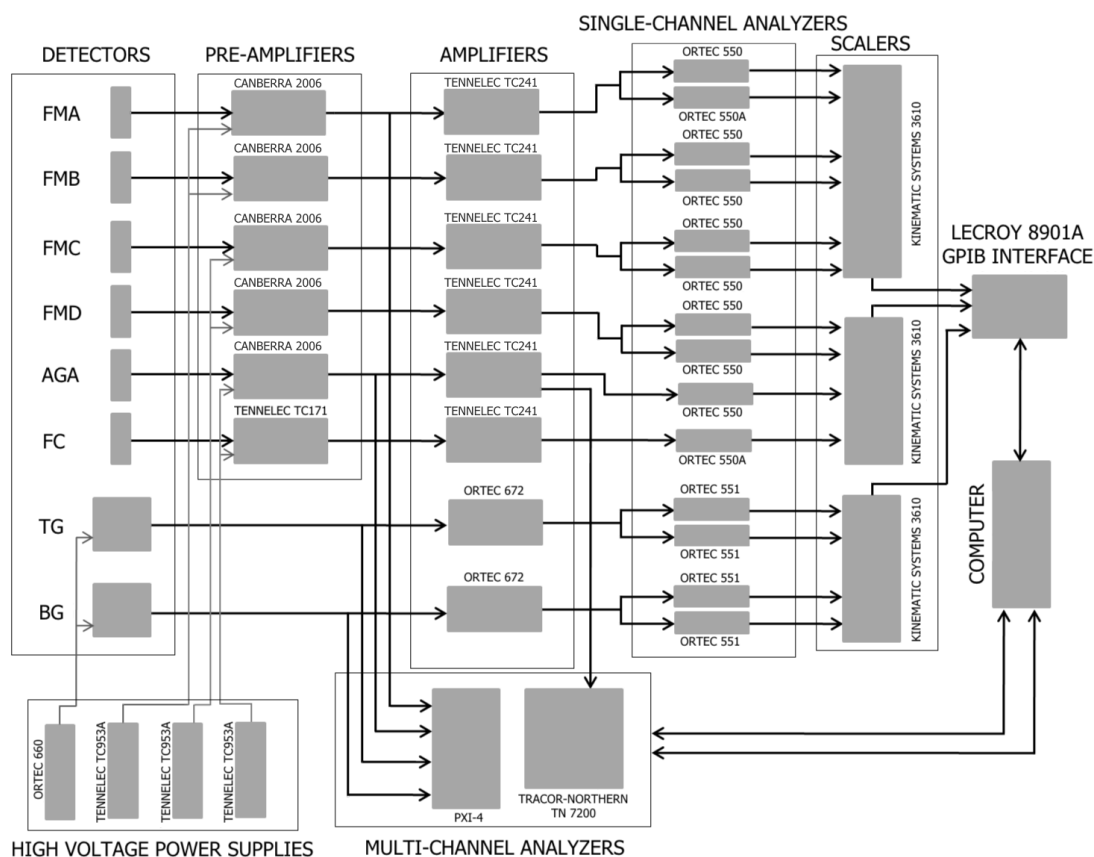 SINGLE-CHANNEL ANALYZERS
DETECTORS
PRE-AMPLIFIERS
AMPLIFIERS
SCALERS
FMA
FMB
FMC
FMD
AGA
FC
TG
BG
CANBERRA 2006
CANBERRA 2006
CANBERRA 2006
CANBERRA 2006
CANBERRA 2006
TENNELEC TC171
TENNELEC TC241
TENNELEC TC241
TENNELEC TC241
TENNELEC TC241
TENNELEC TC241
TENNELEC TC241
ORTEC 672
ORTEC 672
ORTEC 550
ORTEC 550A
ORTEC 550
ORTEC 550
ORTEC 550
ORTEC 550
ORTEC 550
ORTEC 550
ORTEC 550
ORTEC 550A
ORTEC 551
ORTEC 551
ORTEC 551
ORTEC 551
KINEMATIC SYSTEMS 3610
KINEMATIC SYSTEMS 3610
KINEMATIC SYSTEMS 3610
LECROY 8901A
GPIB INTERFACE
COMPUTER
ORTEC 660
TENNELEC TC953A
TENNELEC TC953A
TENNELEC TC953A
HIGH VOLTAGE POWER SUPPLIES
PXI-4
TRACOR-NORTHERN
TN 7200
MULTI-CHANNEL ANALYZERS